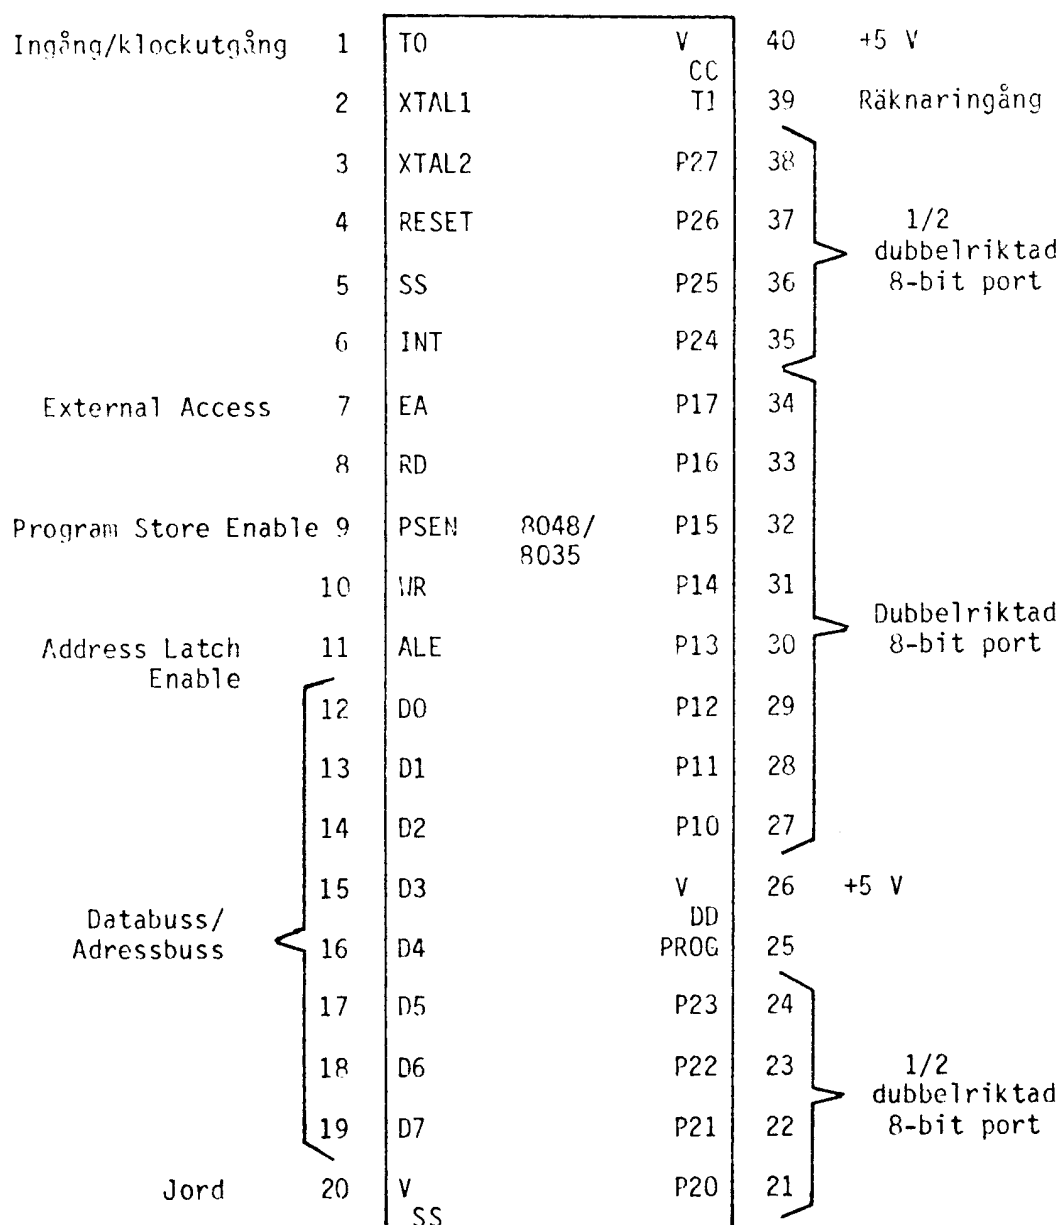 Ingång/klockutgång 1 T0 V CC 40 +5 V
2 XTAL1 T1 39 Räknaringång
3 XTAL2 P27 38
4 RESET P26 37 1/2
dubbelriktad
5 SS P25 36 8-bit port
6 INT P24 35
External Access 7 EA P17 34
8 RD P16 33
Program Store Enable 9 PSEN 8048/ P15 32
8035
10 WR P14 31
Dubbelriktad
Address Latch 11 ALE P13 30 8-bit port
Enable
12 D0 P12 29
13 D1 P11 28
14 D2 P10 27
15 D3 V DD 26 +5 V
Databuss/
Adressbuss 16 D4 PROG 25
17 D5 P23 24
18 D6 P22 23 1/2
dubbelriktad
19 D7 P21 22 8-bit port
Jord 20 V SS P20 21